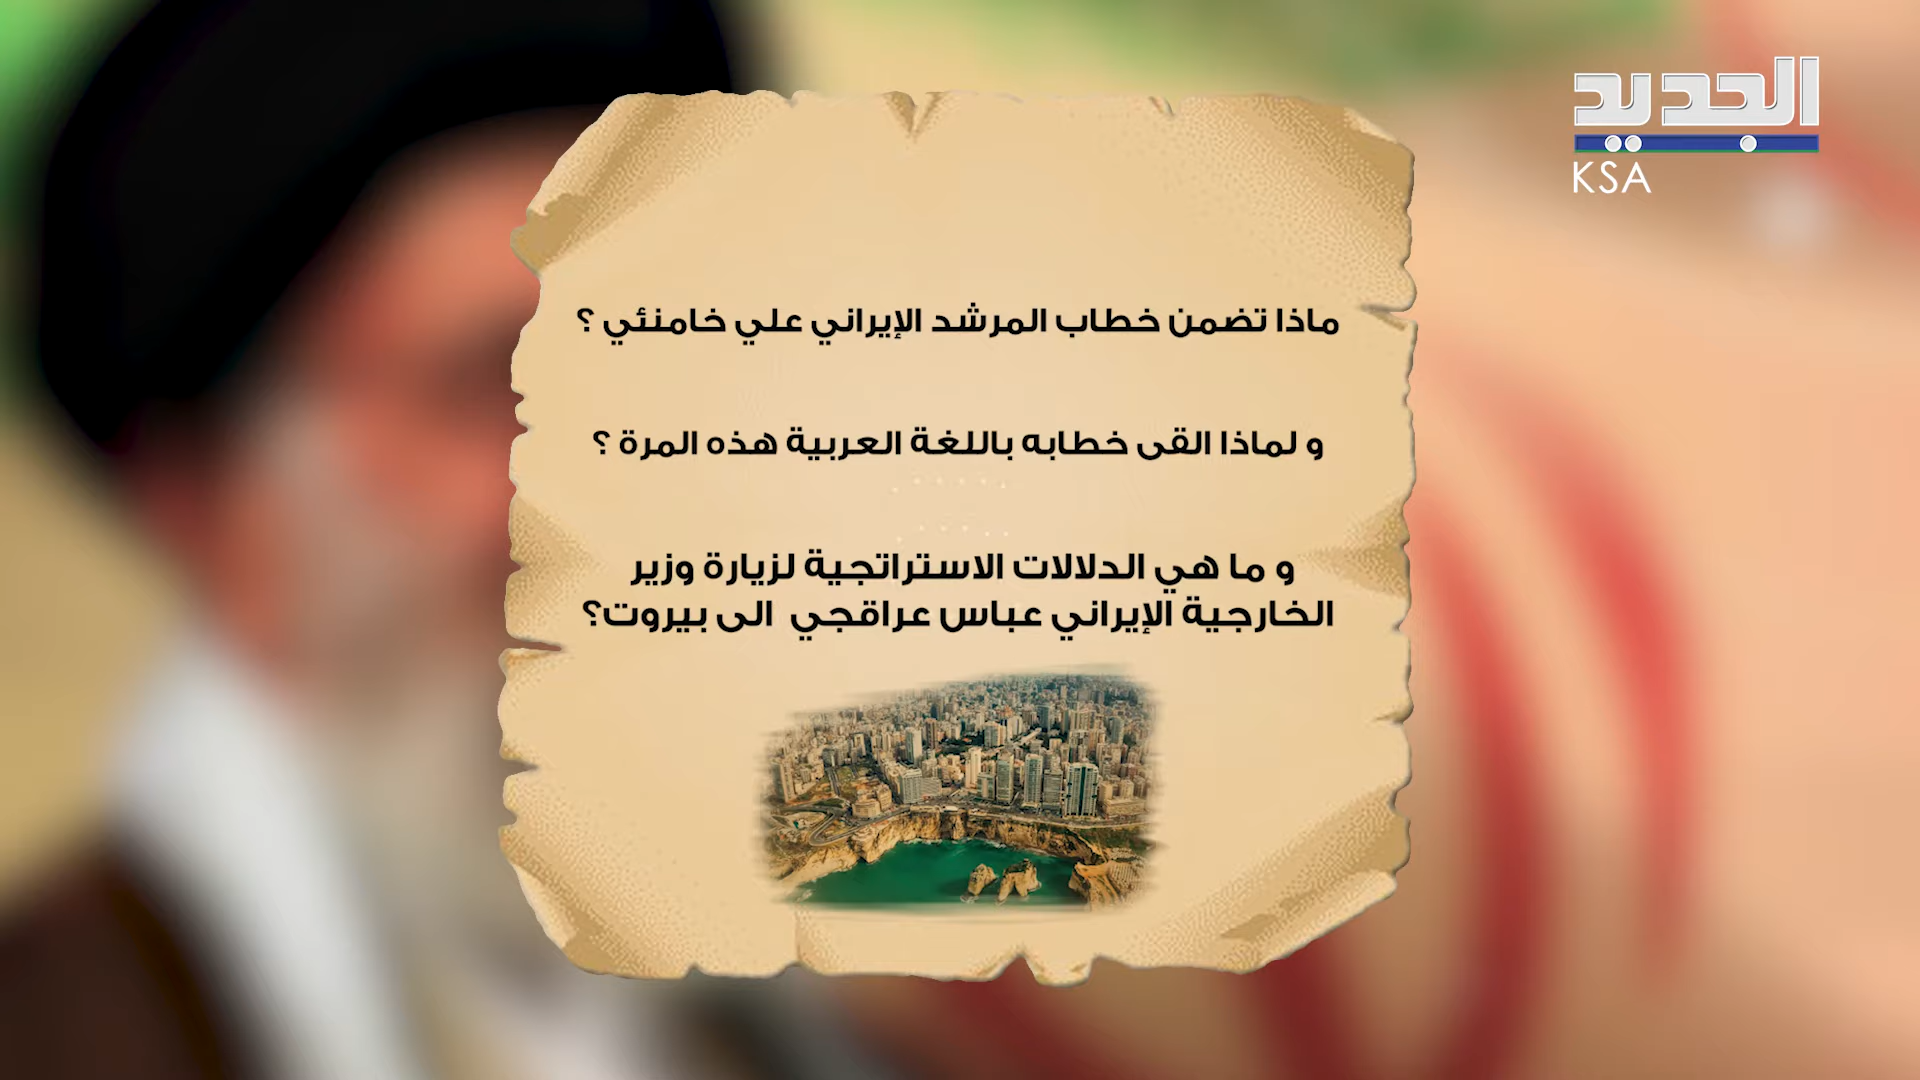 الجديد
KSA
ماذا تضمن خطاب المرشد الإيراني علي خامنئي ؟
و لماذا القى خطابه باللغة العربية هذه المرة ؟
و ما هي الدلالات الاستراتجية لزيارة وزير
الخارجية الإيراني عباس عراقجي الى بيروت؟